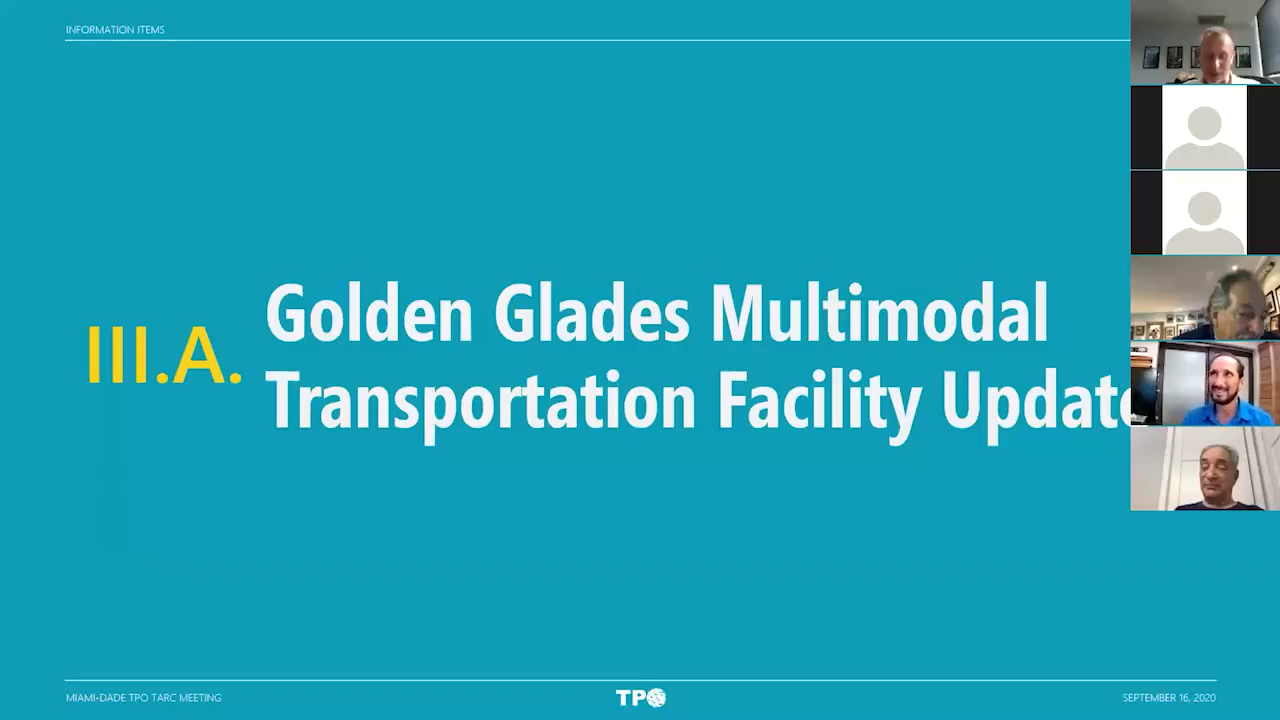 INFORMATION ITEMS
III.A.
Golden Glades Multimodal
Transportation Facility Update
MIAMI-DADE TPO TARC MEETING
TPO
SEPTEMBER 16, 2020